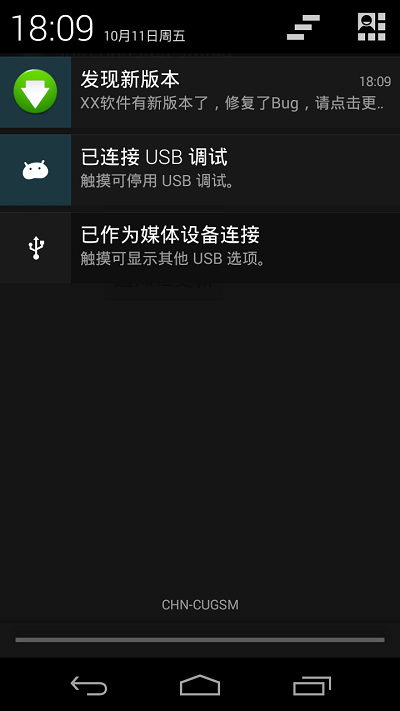 18:09 10月11日周五
发现新版本 18:09
XX软件有新版本了，修复了Bug，请点击更..
已连接 USB 调试
触摸可停用 USB 调试。
已作为媒体设备连接
触摸可显示其他 USB 选项。
CHN-CUGSM